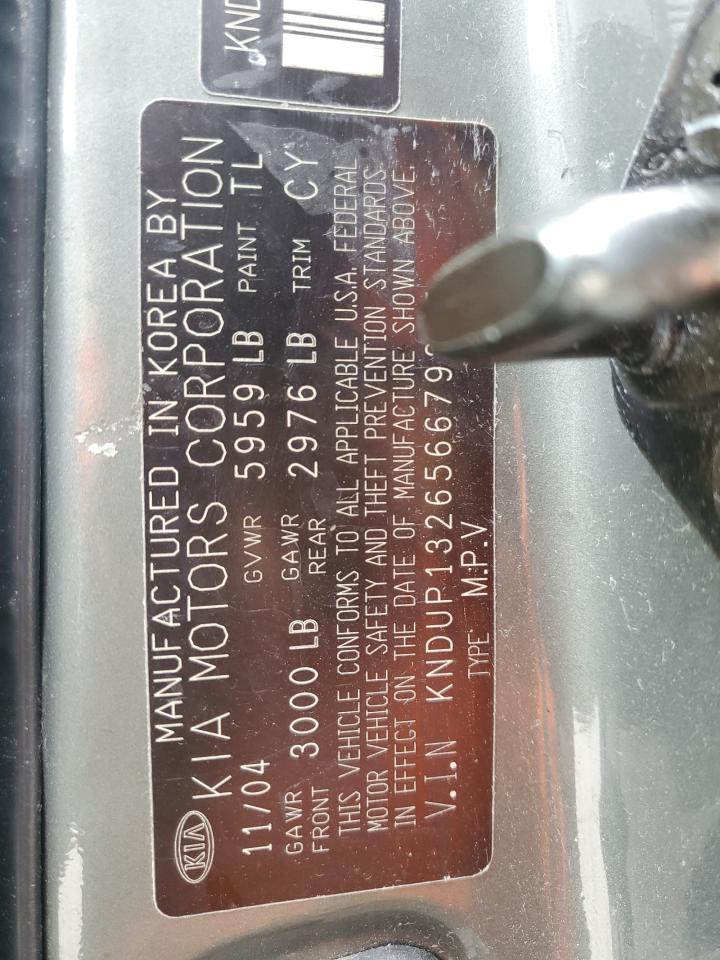 KND
KIA
MANUFACTURED IN KOREA BY
KIA MOTORS CORPORATION
11/04 GVWR 5959 LB PAINT TL
GAWR FRONT 3000 LB GAWR REAR 2976 LB TRIM CY
THIS VEHICLE CONFORMS TO ALL APPLICABLE U.S.A. FEDERAL
MOTOR VEHICLE SAFETY AND THEFT PREVENTION STANDARDS
IN EFFECT ON THE DATE OF MANUFACTURE SHOWN ABOVE
V.I.N KNDUP132656679
TYPE M.P.V